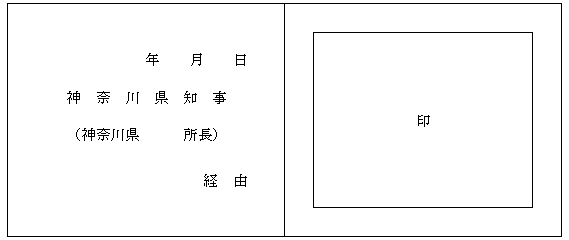 年　月　日
神　奈　川　県　知　事
（神奈川県　　　所長）
経　由
印